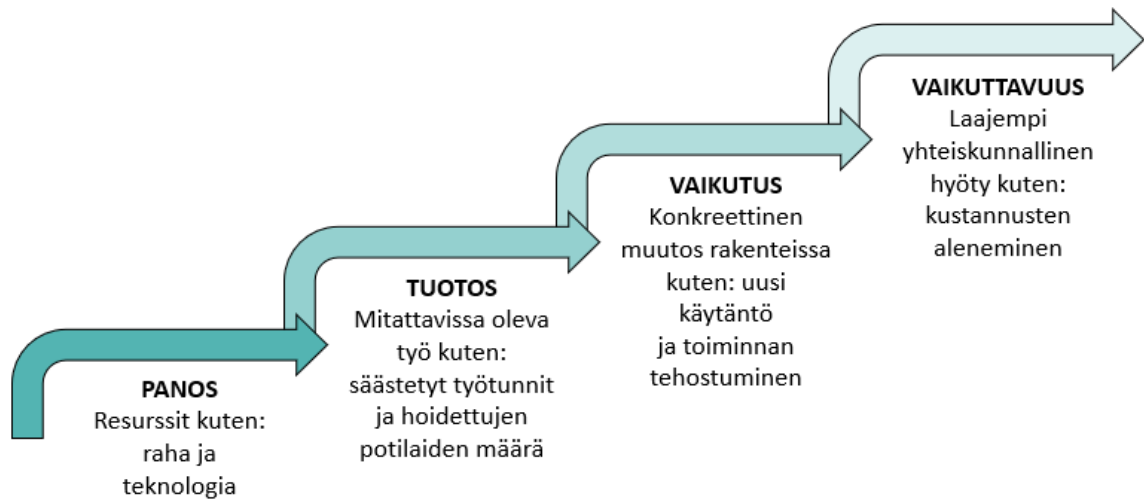 PANOS
Resurssit kuten:
raha ja
teknologia
TUOTOS
Mitattavissa oleva
työ kuten:
säästetyt työtunnit
ja hoidettujen
potilaiden määrä
VAIKUTUS
Konkreettinen
muutos rakenteissa
kuten: uusi
käytäntö
ja toiminnan
tehostuminen
VAIKUTTAVUUS
Laajempi
yhteiskunnallinen
hyöty kuten:
kustannusten
aleneminen